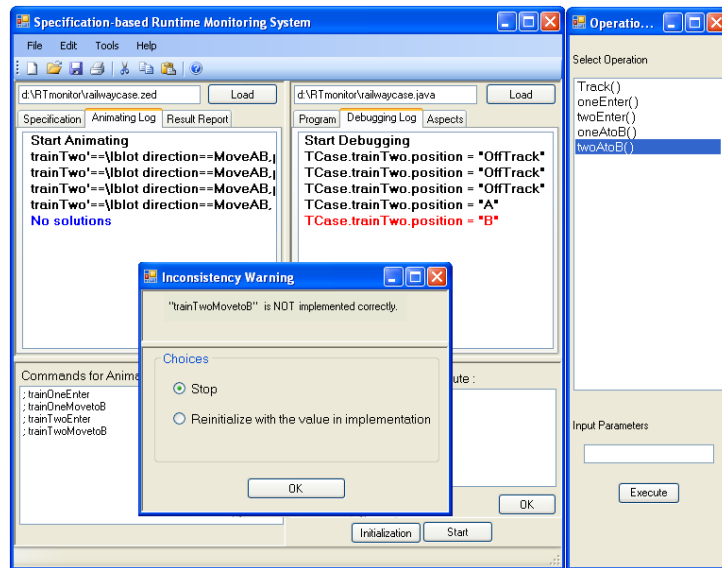 Specification-based Runtime Monitoring System
File Edit Tools Help
d:\RTmonitor\railwaycase.zed Load
Specification Animating Log Result Report
Start Animating
trainTwo'==\lblot direction==MoveAB,
trainTwo'==\lblot direction==MoveAB,
trainTwo'==\lblot direction==MoveAB,
trainTwo'==\lblot direction==MoveAB,
No solutions
d:\RTmonitor\railwaycase.java Load
Program Debugging Log Aspects
Start Debugging
TCase.trainTwo.position = "OffTrack"
TCase.trainTwo.position = "OffTrack"
TCase.trainTwo.position = "OffTrack"
TCase.trainTwo.position = "A"
TCase.trainTwo.position = "B"
Inconsistency Warning
"trainTwoMovetoB" is NOT implemented correctly.
Choices
Stop
Reinitialize with the value in implementation
OK
Commands for Anima
; trainOneEnter
; trainOneMovetoB
; trainTwoEnter
; trainTwoMovetoB
ute :
OK
Initialization Start
Operatio...
Select Operation
Track()
oneEnter()
twoEnter()
oneAtoB()
twoAtoB()
Input Parameters
Execute